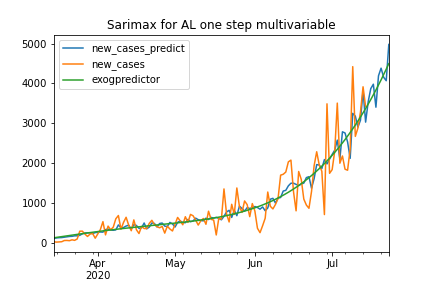 Sarimax for AL one step multivariable
new_cases_predict
new_cases
exogpredictor
5000
4000
3000
2000
1000
0
Apr
2020
May
Jun
Jul